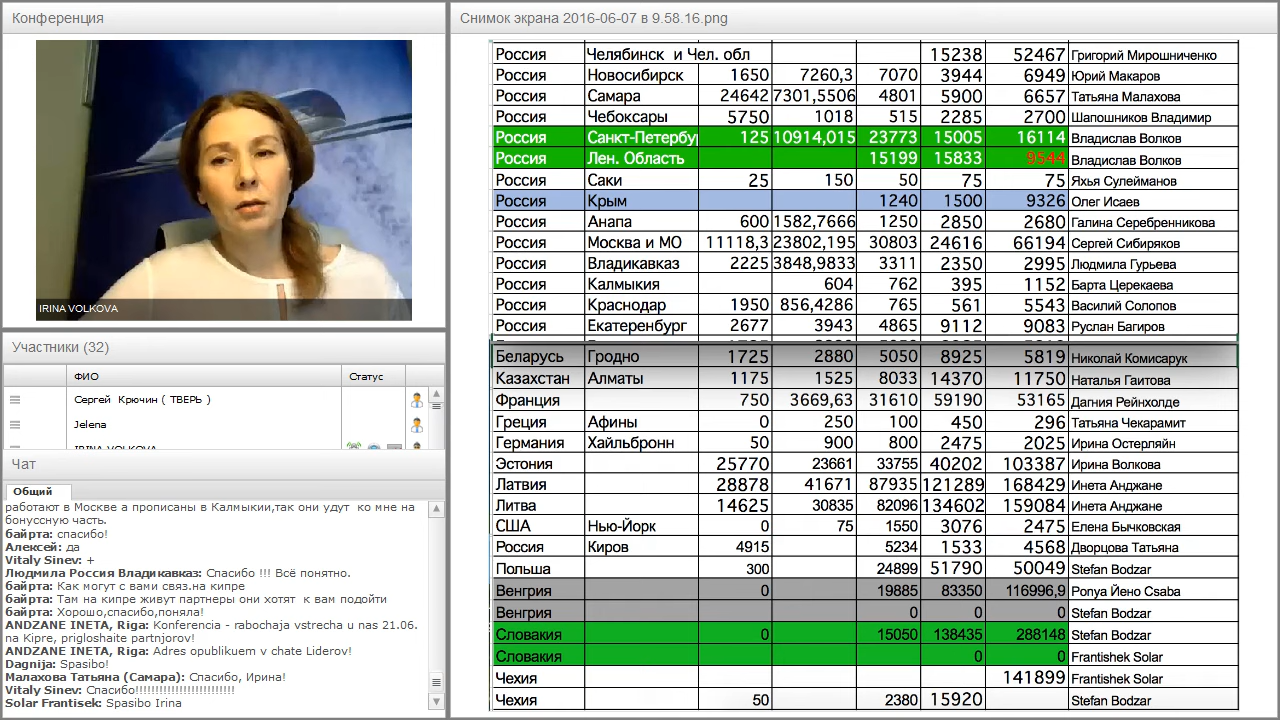 Конференция
IRINA VOLKOVA
Участники (32)
ФИО Статус
Сергей Крючин ( ТВЕРЬ )
Jelena
IRINA VOLKOVA
Чат
Общий
работают в Москве а прописаны в Калмыкии,так они удут ко мне на
бонуссную часть.
байрта: спасибо!
Алексей: да
Vitaly Sinev: +
Людмила Россия Владикавказ: Спасибо !!! Всё понятно.
байрта: Как могут с вами связ.на кипре
байрта: Там на кипре живут партнеры они хотят к вам подойти
байрта: Хорошо,спасибо,поняла!
ANDZANE INETA, Riga: Konferencia - rabochaja vstrecha u nas 21.06.
na Kipre, prigloshaite partnjorov!
ANDZANE INETA, Riga: Adres opublikuem v chate Liderov!
Dagnija: Spasibo!
Малахова Татьяна (Самара): Спасибо, Ирина!
Vitaly Sinev: Спасибо!!!!!!!!!!!!!!!!!!!!!!!!!!
Solar Frantisek: Spasibo Irina
Снимок экрана 2016-06-07 в 9.58.16.png
Россия Челябинск и Чел. обл 15238 52467 Григорий Мирошниченко
Россия Новосибирск 1650 7260,3 7070 3944 6949 Юрий Макаров
Россия Самара 24642 7301,5506 4801 5900 6657 Татьяна Малахова
Россия Чебоксары 5750 1018 515 2285 2700 Шапошников Владимир
Россия Санкт-Петербу 125 10914,015 23773 15005 16114 Владислав Волков
Россия Лен. Область 15199 15833 9544 Владислав Волков
Россия Саки 25 150 50 75 75 Яхья Сулейманов
Россия Крым 1240 1500 9326 Олег Исаев
Россия Анапа 600 1582,7666 1250 2850 2680 Галина Серебренникова
Россия Москва и МО 11118,3 23802,195 30803 24616 66194 Сергей Сибиряков
Россия Владикавказ 2225 3848,9833 3311 2350 2995 Людмила Гурьева
Россия Калмыкия 604 762 395 1152 Барта Церекаева
Россия Краснодар 1950 856,4286 765 561 5543 Василий Солопов
Россия Екатеренбург 2677 3943 4865 9112 9083 Руслан Багиров
Беларусь Гродно 1725 2880 5050 8925 5819 Николай Комисарук
Казахстан Алматы 1175 1525 8033 14370 11750 Наталья Гаитова
Франция 750 3669,63 31610 59190 53165 Дагния Рейнхолде
Греция Афины 0 250 100 450 296 Татьяна Чекарамит
Германия Хайльбронн 50 900 800 2475 2025 Ирина Остерляйн
Эстония 25770 23661 33755 40202 103387 Ирина Волкова
Латвия 28878 41671 87935 121289 168429 Инета Анджане
Литва 14625 30835 82096 134602 159084 Инета Анджане
США Нью-Йорк 0 75 1550 3076 2475 Елена Бычковская
Россия Киров 4915 5234 1533 4568 Дворцова Татьяна
Польша 300 24899 51790 50049 Stefan Bodzar
Венгрия 0 19885 83350 116996,9 Ponya Йено Csaba
Венгрия 0 0 0 Stefan Bodzar
Словакия 0 15050 138435 288148 Stefan Bodzar
Словакия 0 0 Frantishek Solar
Чехия 141899 Frantishek Solar
Чехия 50 2380 15920 Stefan Bodzar